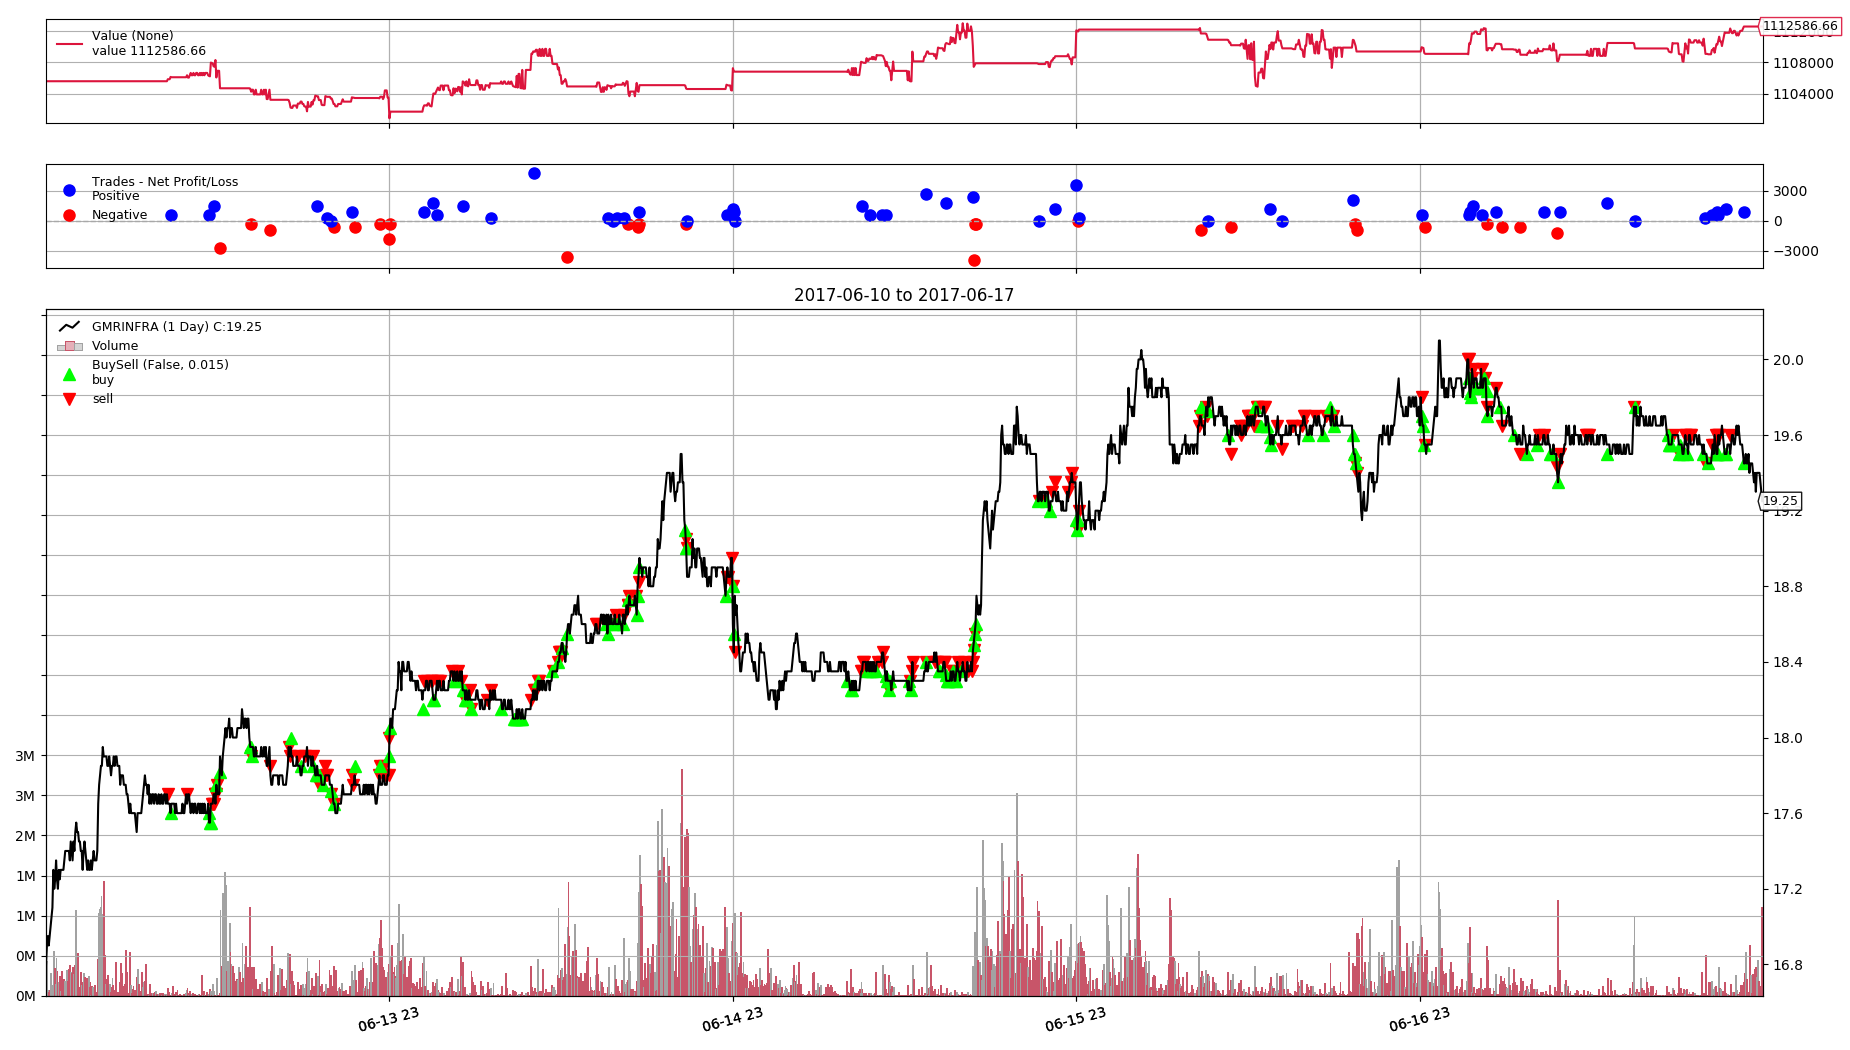 Value (None)
value 1112586.66
1112586.66
1108000
1104000
Trades - Net Profit/Loss
Positive
Negative
3000
0
−3000
2017-06-10 to 2017-06-17
GMRINFRA (1 Day) C:19.25
Volume
BuySell (False, 0.015)
buy
sell
20.0
19.6
19.25
19.2
18.8
18.4
18.0
17.6
17.2
16.8
3M
3M
2M
1M
1M
0M
0M
06-13 23
06-14 23
06-15 23
06-16 23